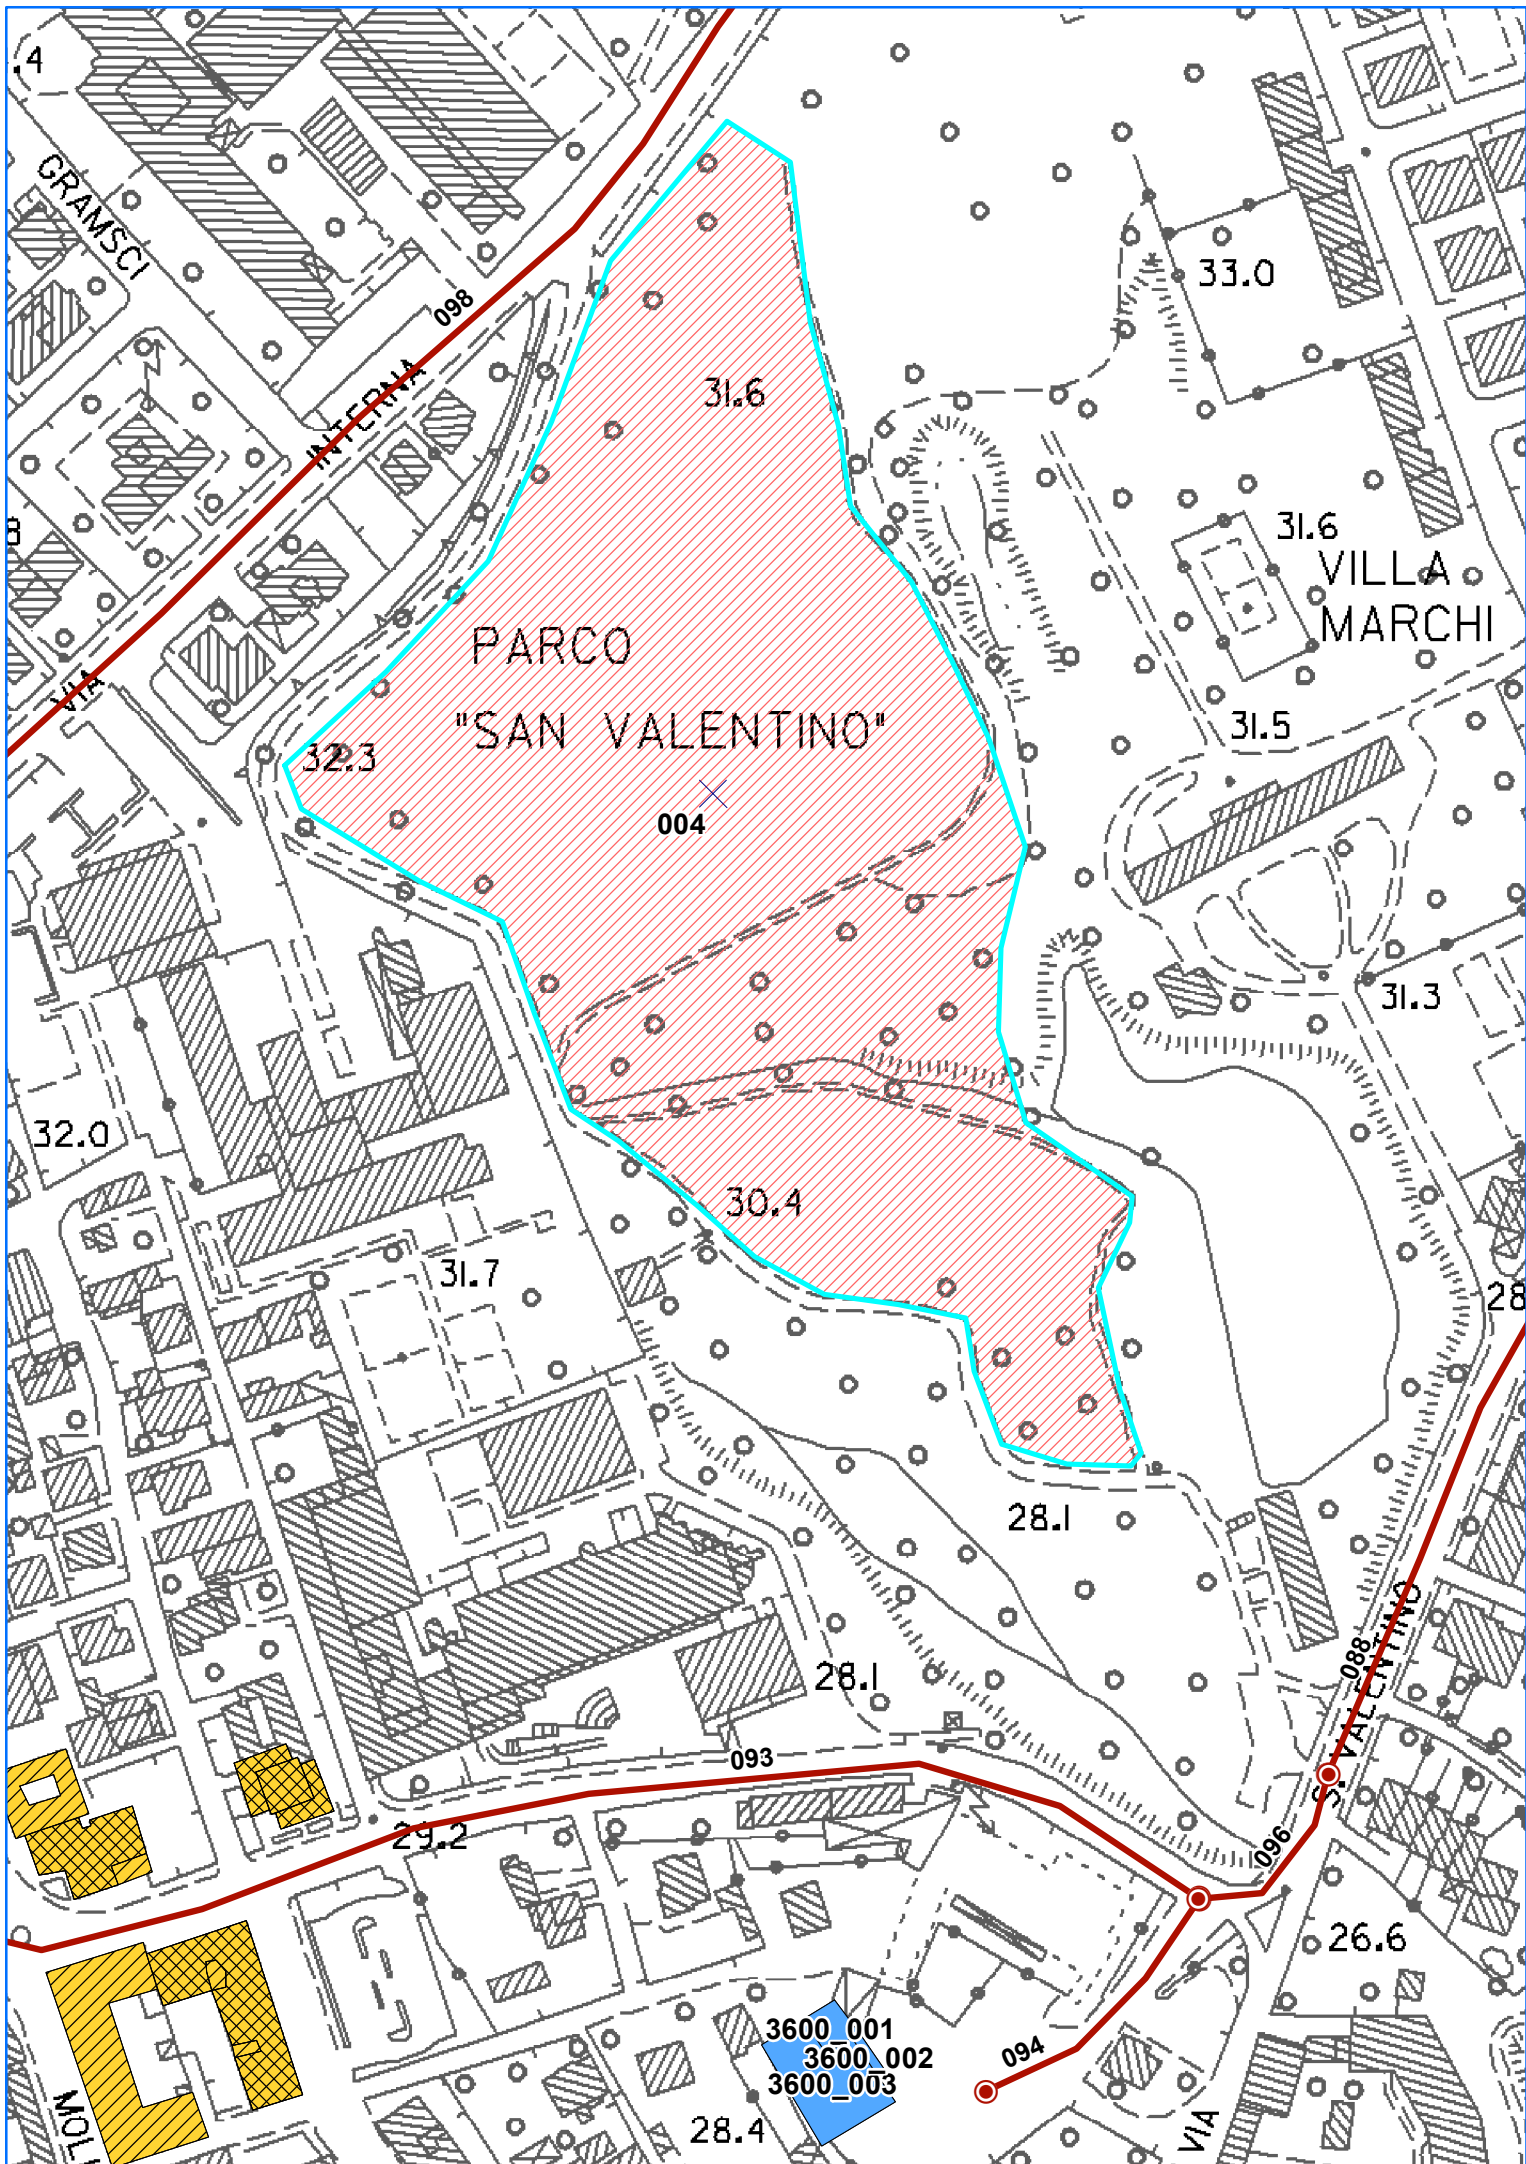 .4
GRAMSCI
33.0
098
31.6
INTERNA
31.6
VILLA
MARCHI
PARCO
VIA
31.5
"SAN VALENTINO"
32.3
004
31.3
32.0
30.4
31.7
28
28.1
28.1
088
S. VALENTINO
093
29.2
096
26.6
3600_001
3600_002
3600_003
094
28.4
VIA